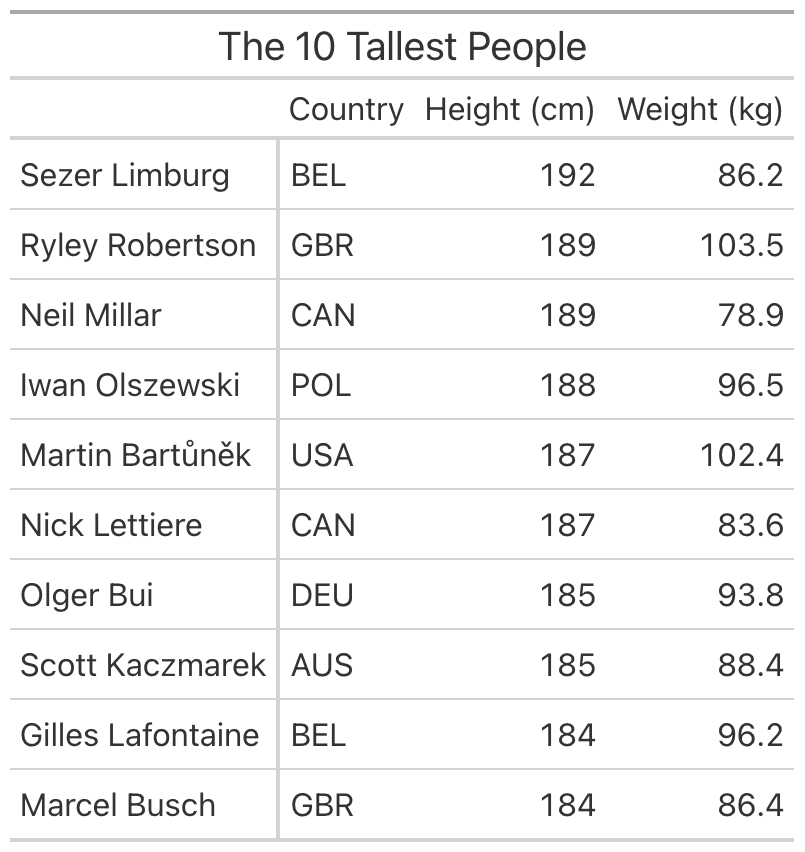 The 10 Tallest People
Country Height (cm) Weight (kg)
Sezer Limburg BEL 192 86.2
Ryley Robertson GBR 189 103.5
Neil Millar CAN 189 78.9
Iwan Olszewski POL 188 96.5
Martin Bartůněk USA 187 102.4
Nick Lettiere CAN 187 83.6
Olger Bui DEU 185 93.8
Scott Kaczmarek AUS 185 88.4
Gilles Lafontaine BEL 184 96.2
Marcel Busch GBR 184 86.4